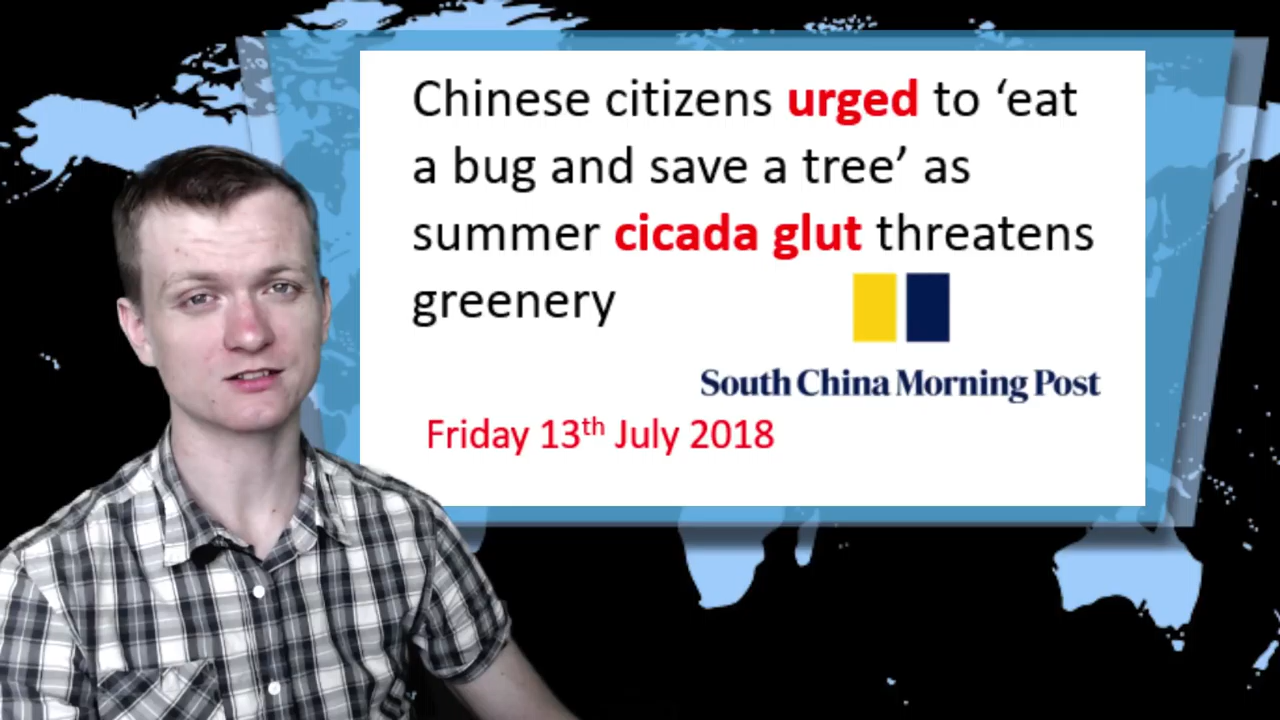 Chinese citizens urged to ‘eat
a bug and save a tree’ as
summer cicada glut threatens
greenery
South China Morning Post
Friday 13th July 2018